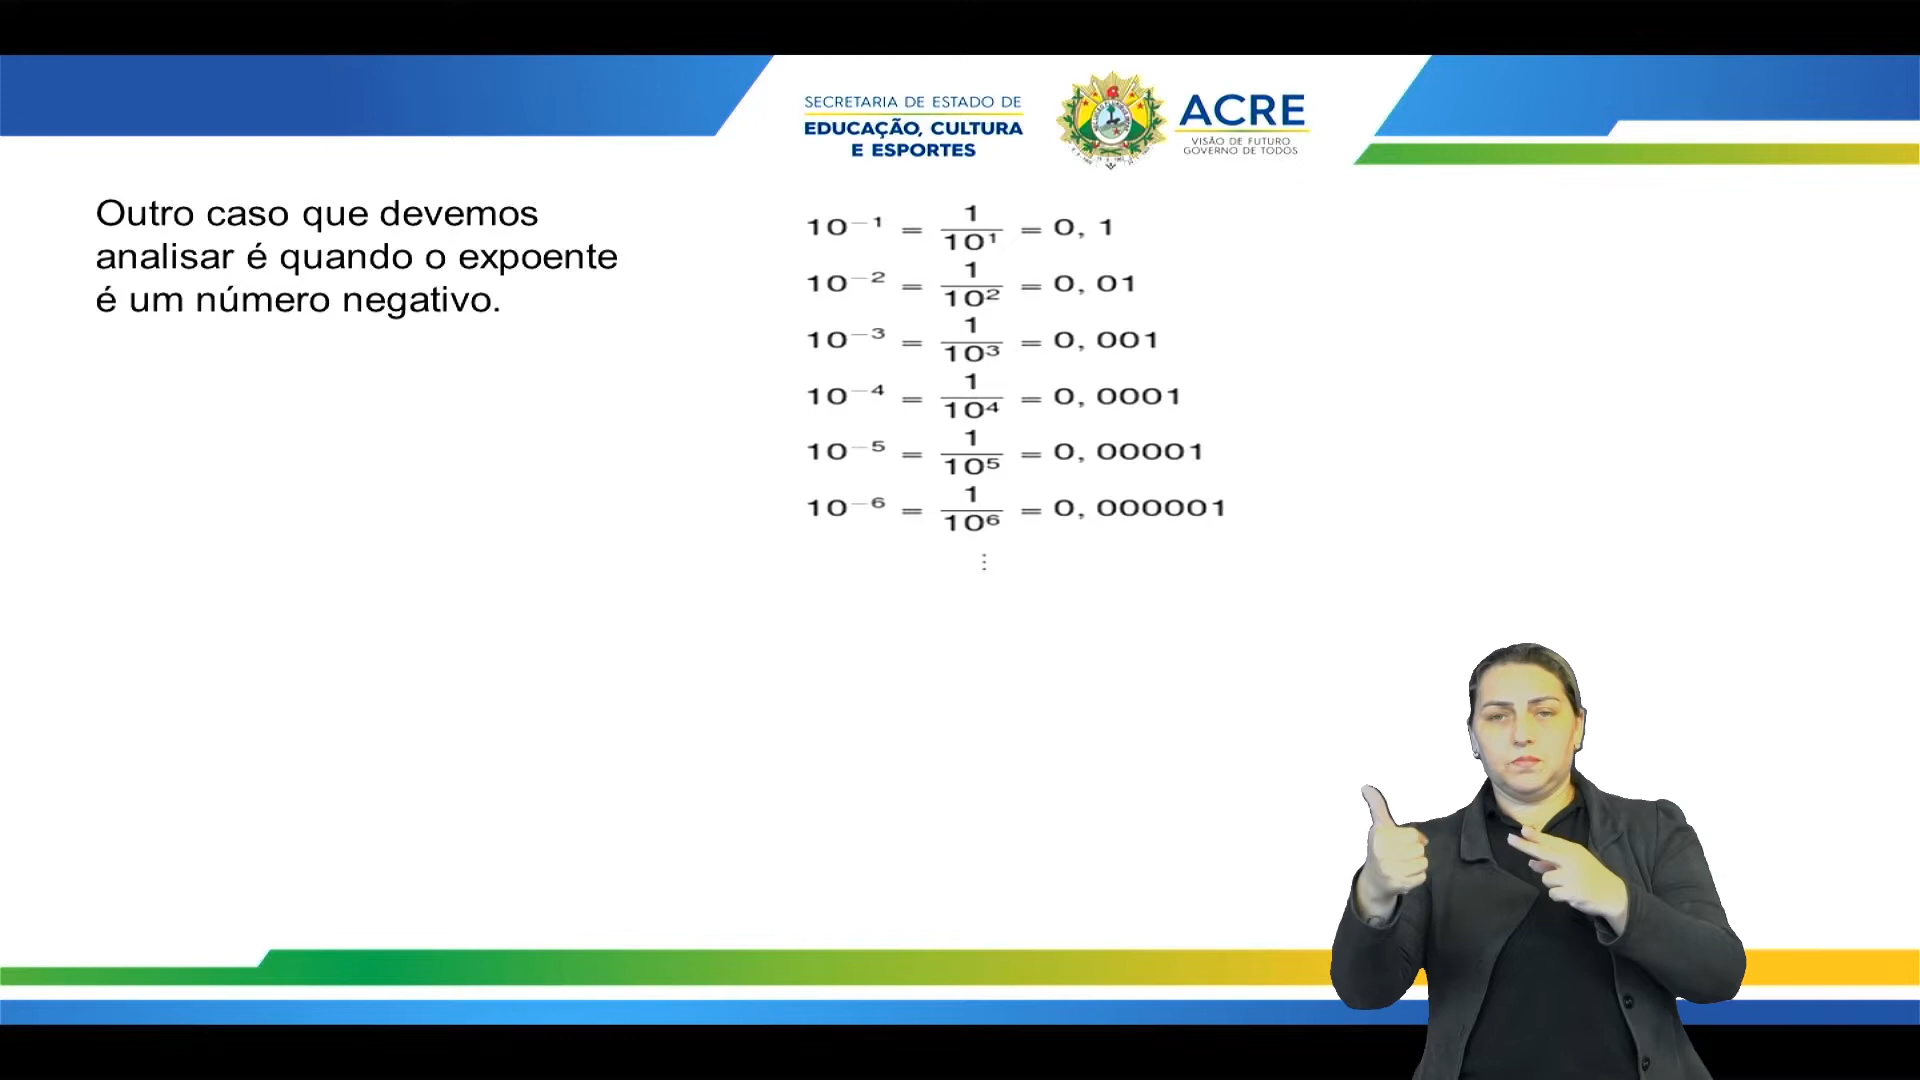 SECRETARIA DE ESTADO DE
EDUCAÇÃO, CULTURA
E ESPORTES
ACRE
VISÃO DE FUTURO
GOVERNO DE TODOS
Outro caso que devemos
analisar é quando o expoente
é um número negativo.
10⁻¹ = 1/10¹ = 0, 1
10⁻² = 1/10² = 0, 01
10⁻³ = 1/10³ = 0, 001
10⁻⁴ = 1/10⁴ = 0, 0001
10⁻⁵ = 1/10⁵ = 0, 00001
10⁻⁶ = 1/10⁶ = 0, 000001
⋮